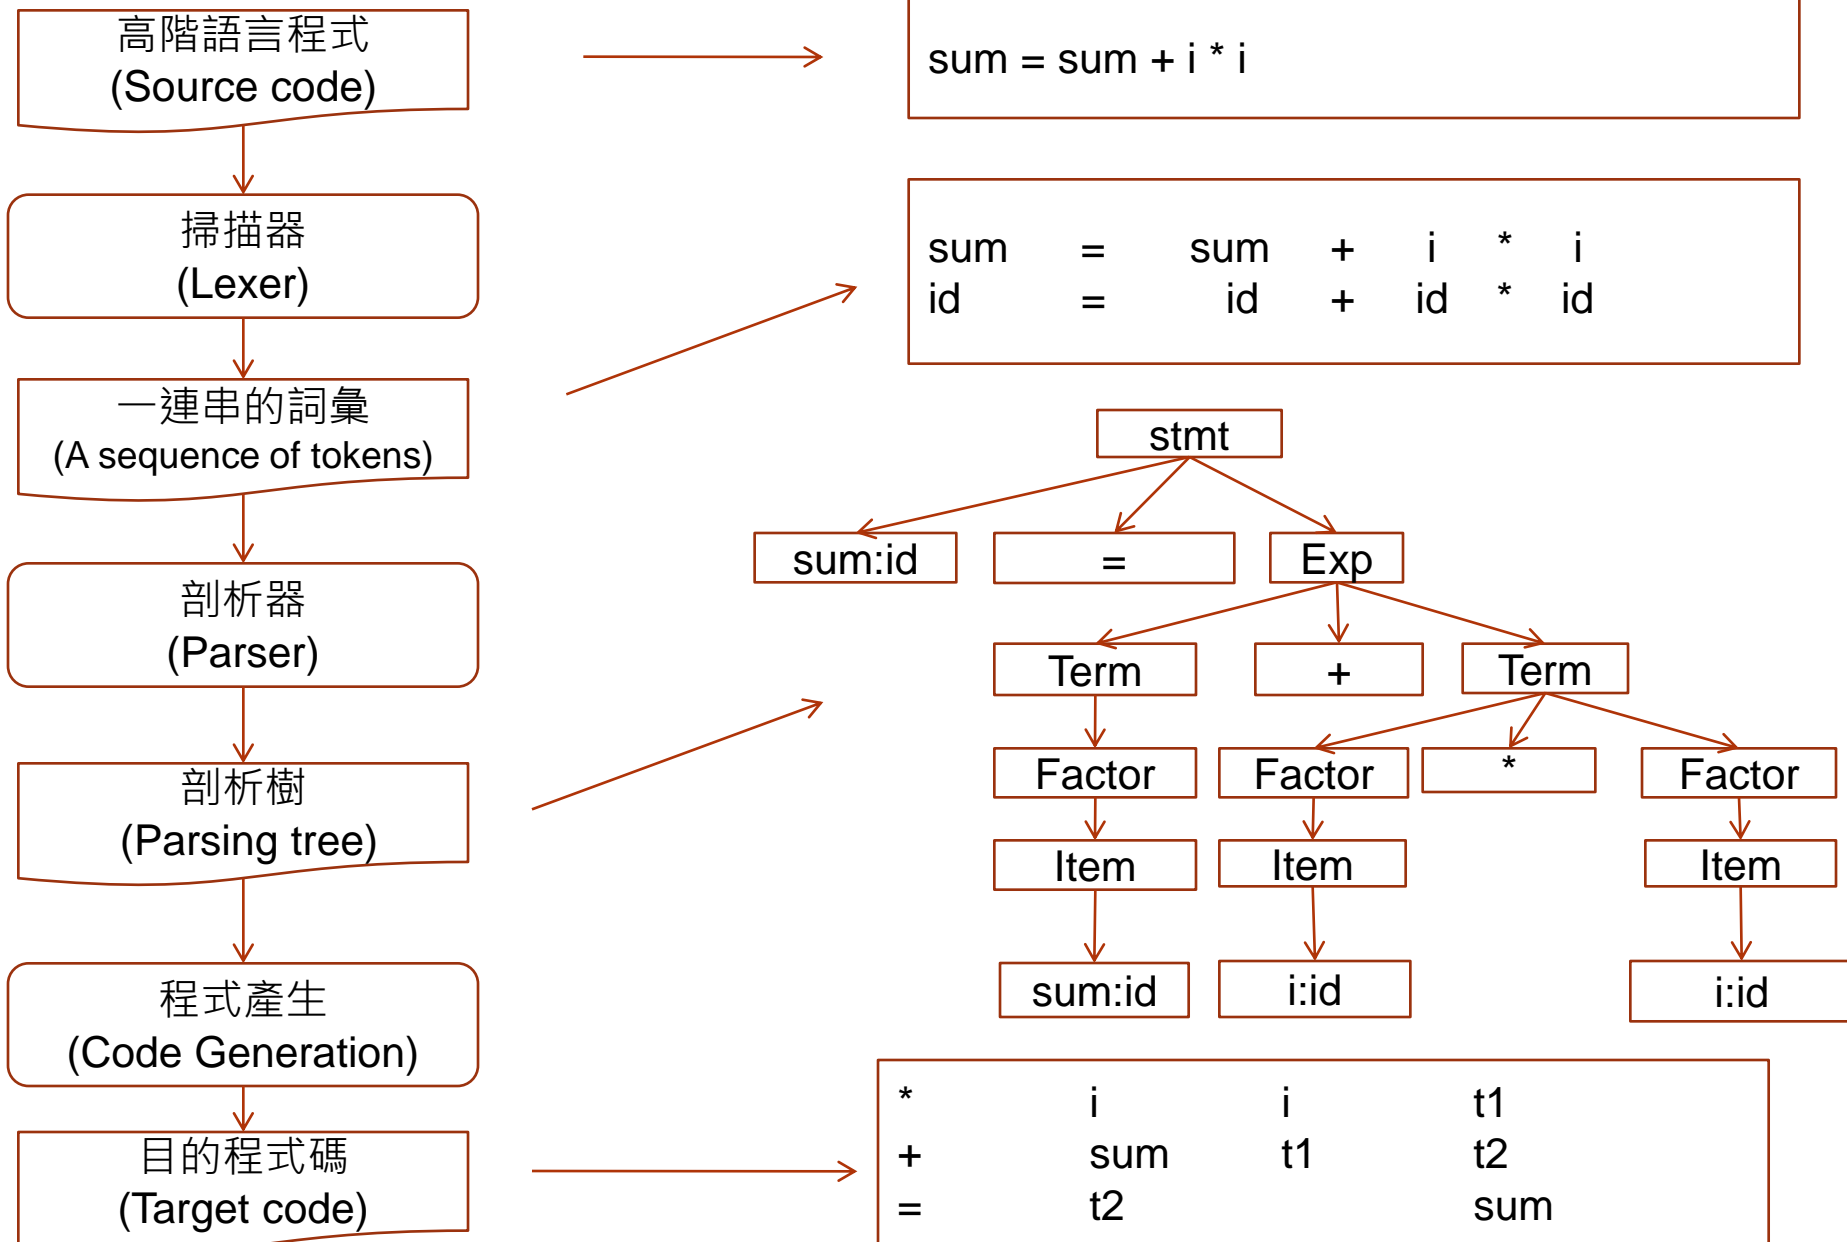 高階語言程式
(Source code)
掃描器
(Lexer)
一連串的詞彙
(A sequence of tokens)
剖析器
(Parser)
剖析樹
(Parsing tree)
程式產生
(Code Generation)
目的程式碼
(Target code)
sum = sum + i * i
sum = sum + i * i
id = id + id * id
stmt
sum:id = Exp
Term + Term
Factor Factor * Factor
Item Item Item
sum:id i:id i:id
* i i t1
+ sum t1 t2
= t2 sum